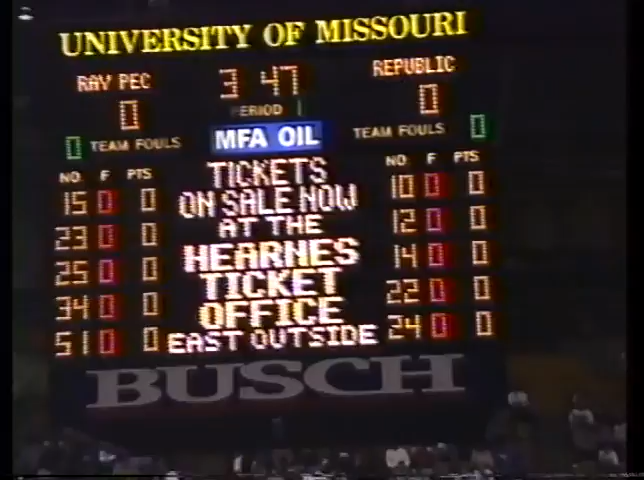 UNIVERSITY OF MISSOURI
RAY PEC 3 47 REPUBLIC
0 PERIOD 1 0
0 TEAM FOULS MFA OIL TEAM FOULS 0
NO. F PTS TICKETS NO. F PTS
15 0 0 ON SALE NOW 10 0 0
23 0 0 AT THE 12 0 0
25 0 0 HEARNES 14 0 0
34 0 0 TICKET 22 0 0
51 0 0 OFFICE 24 0 0
EAST OUTSIDE
BUSCH